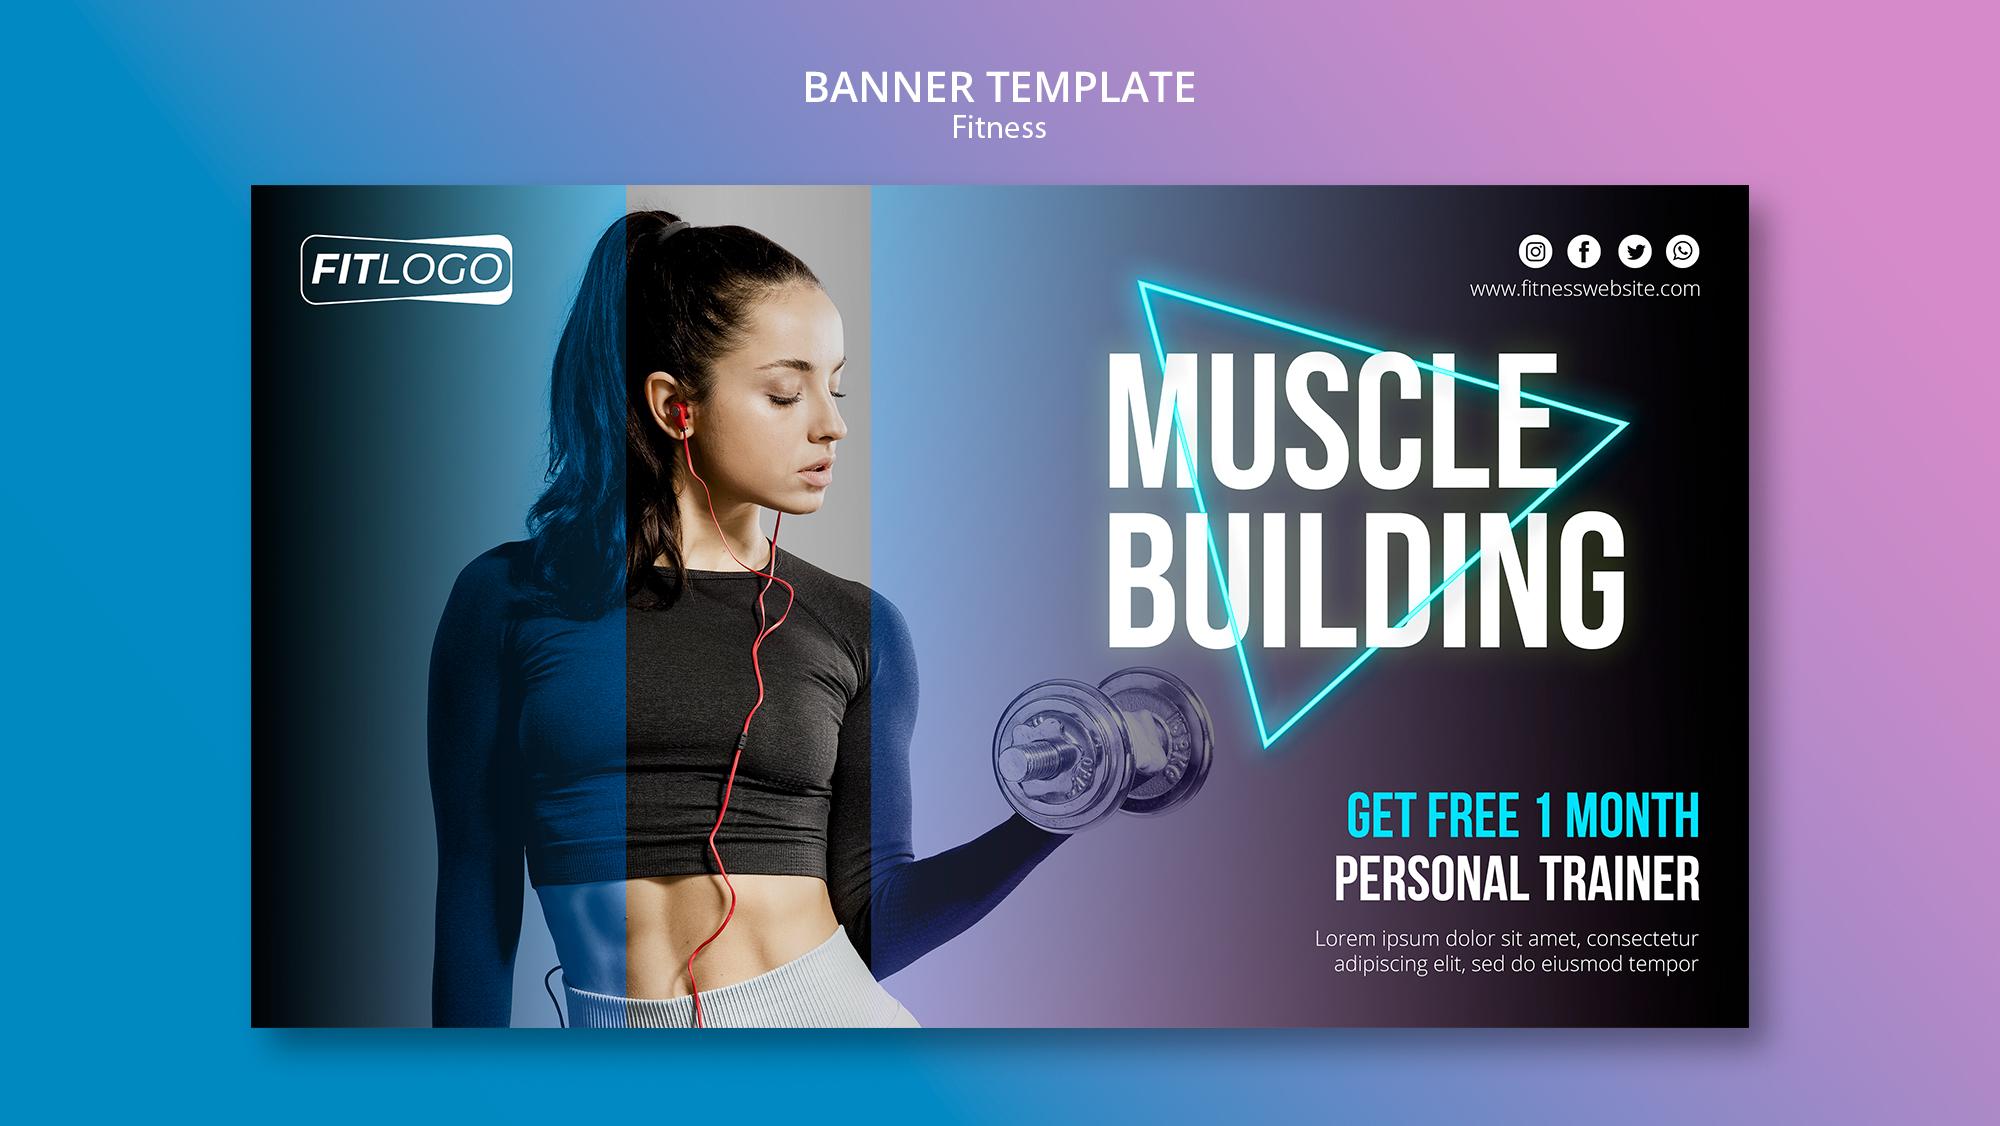 BANNER TEMPLATE
Fitness
FITLOGO
www.fitnesswebsite.com
MUSCLE
BUILDING
GET FREE 1 MONTH
PERSONAL TRAINER
Lorem ipsum dolor sit amet, consectetur
adipiscing elit, sed do eiusmod tempor